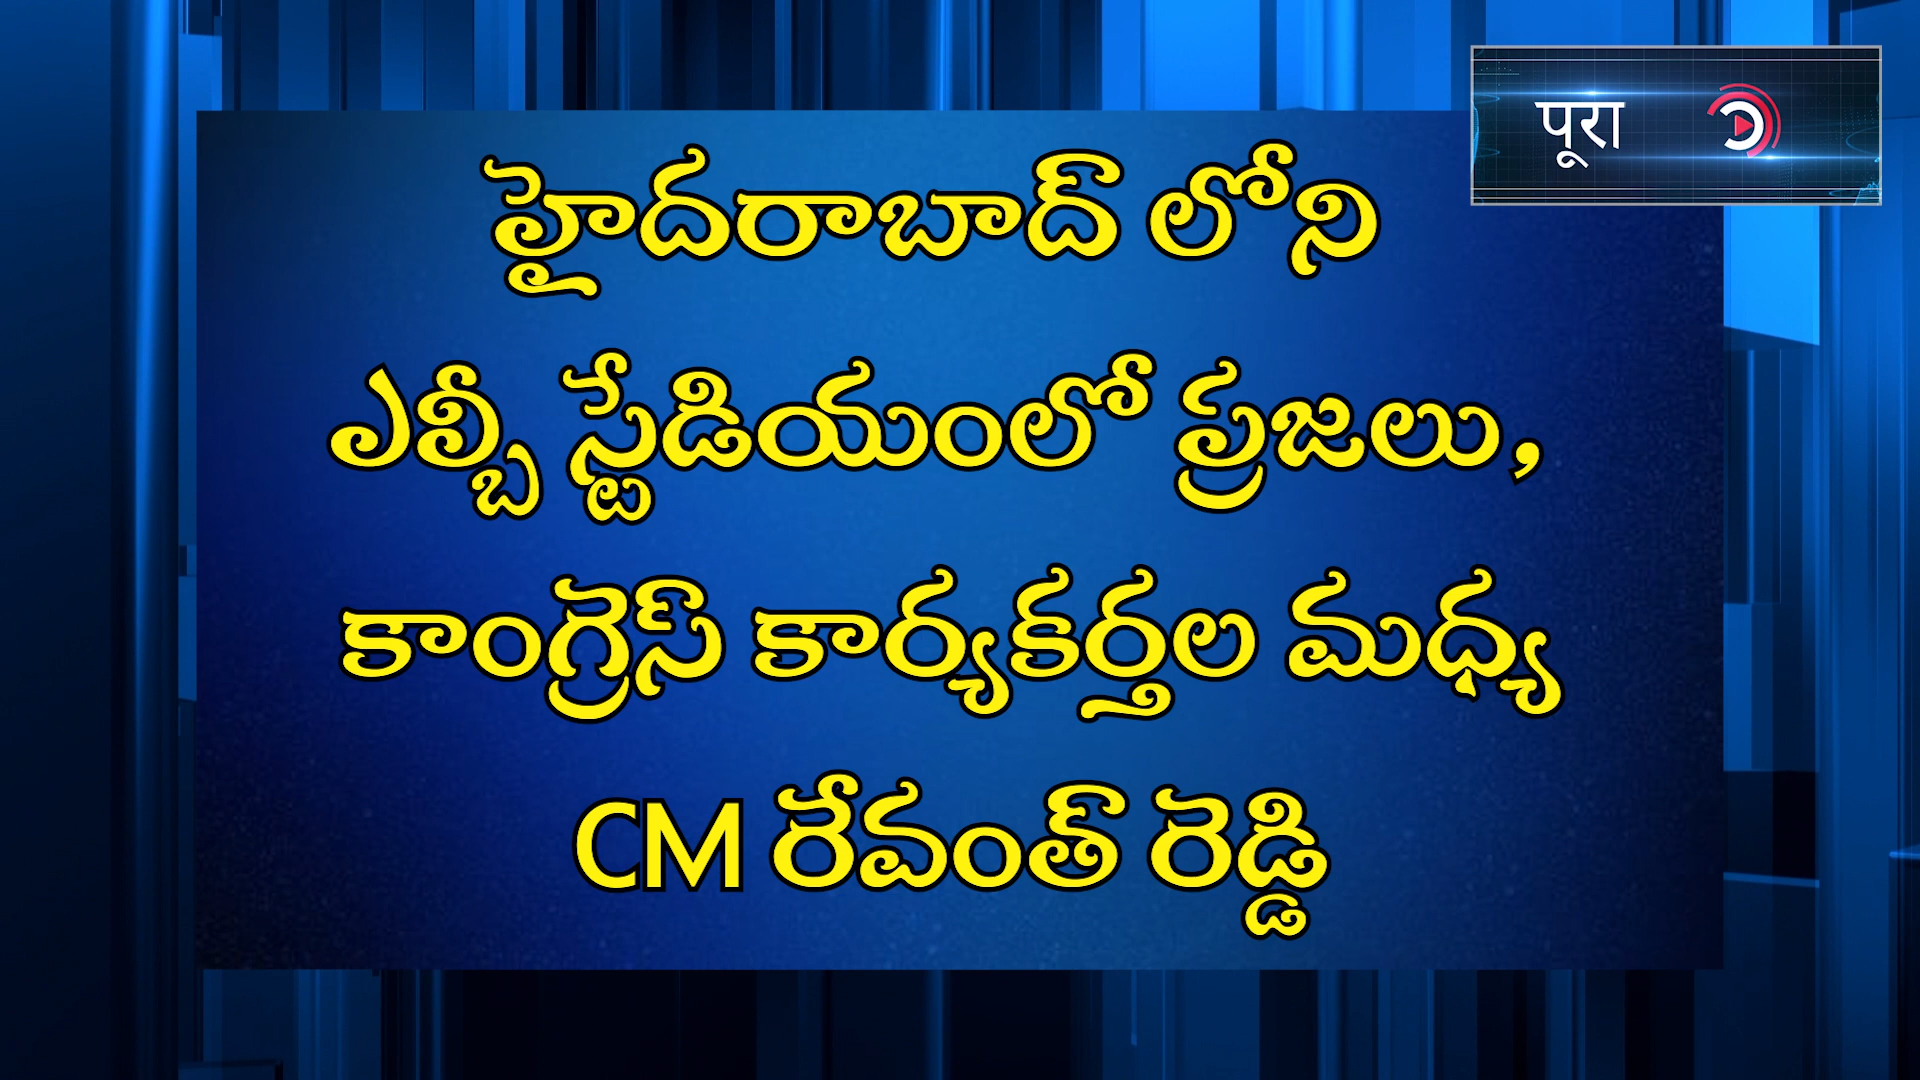 पूरा
హైదరాబాద్ లోని
ఎల్బీ స్టేడియంలో ప్రజలు,
కాంగ్రెస్ కార్యకర్తల మధ్య
CM రేవంత్ రెడ్డి